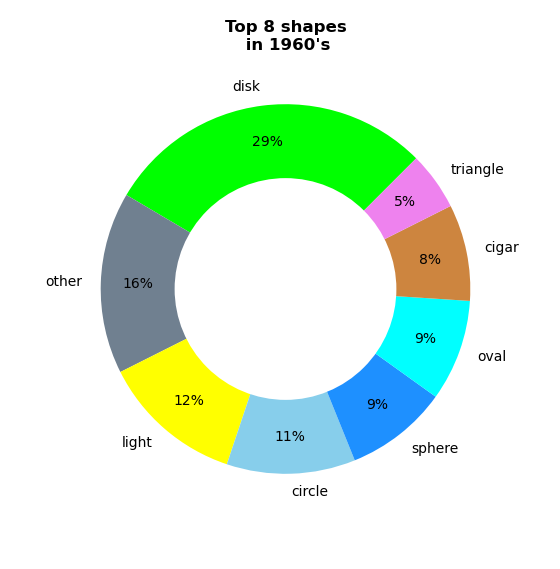 Top 8 shapes
in 1960's
disk
29%
triangle
5%
cigar
8%
other
16%
oval
9%
light
12%
sphere
9%
circle
11%